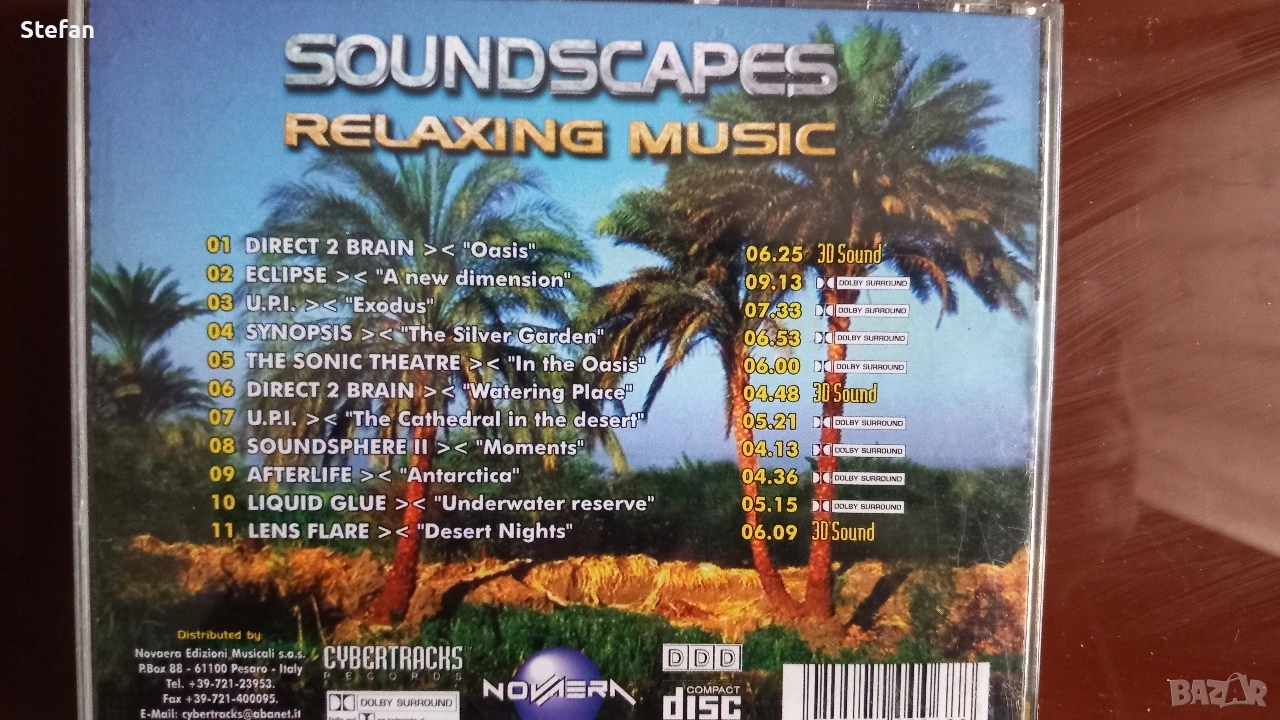 Stefan
SOUNDSCAPES
RELAXING MUSIC
01 DIRECT 2 BRAIN >< "Oasis" 06.25 3D Sound
02 ECLIPSE >< "A new dimension" 09.13 DOLBY SURROUND
03 U.P.I. >< "Exodus" 07.33 DOLBY SURROUND
04 SYNOPSIS >< "The Silver Garden" 06.53 DOLBY SURROUND
05 THE SONIC THEATRE >< "In the Oasis" 06.00 DOLBY SURROUND
06 DIRECT 2 BRAIN >< "Watering Place" 04.48 3D Sound
07 U.P.I. >< "The Cathedral in the desert" 05.21 DOLBY SURROUND
08 SOUNDSPHERE II >< "Moments" 04.13 DOLBY SURROUND
09 AFTERLIFE >< "Antarctica" 04.36 DOLBY SURROUND
10 LIQUID GLUE >< "Underwater reserve" 05.15 DOLBY SURROUND
11 LENS FLARE >< "Desert Nights" 06.09 3D Sound
Distributed by
Novaera Edizioni Musicali s.a.s.
P.Box 88 - 61100 Pesaro - Italy
Tel. +39-721-23953.
Fax +39-721-400095.
E-Mail: cybertracks@abanet.it
CYBERTRACKS™
RECORDS
DOLBY SURROUND
NOVAERA
DDD
COMPACT
disc
BAZAR